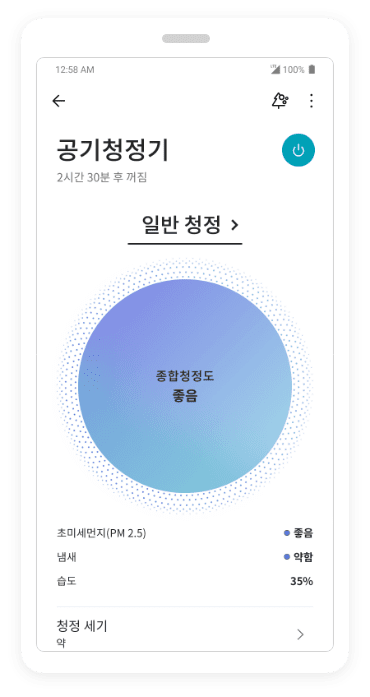 12:58 AM 100%
공기청정기
2시간 30분 후 꺼짐
일반 청정
종합청정도
좋음
초미세먼지(PM 2.5) 좋음
냄새 약함
습도 35%
청정 세기
약